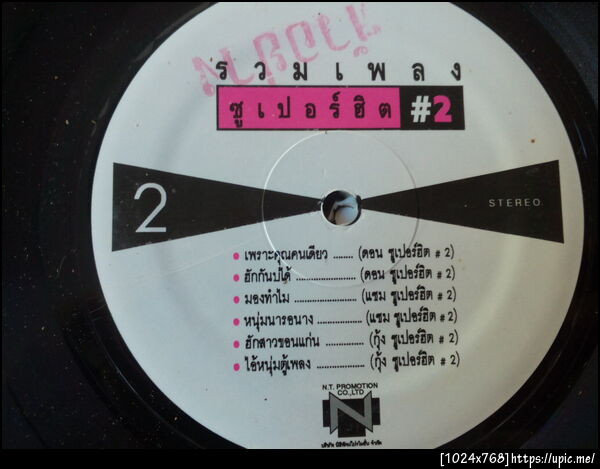 รวมเพลง
ซูเปอร์ฮิต #2
2
STEREO
เพราะคุณคนเดียว ........ (ดอน ซูเปอร์ฮิต # 2)
ฮักกันบ่ได้ ...................... (ดอน ซูเปอร์ฮิต # 2)
มองทำไม ...................... (แซม ซูเปอร์ฮิต # 2)
หนุ่มนารอนาง ................ (แซม ซูเปอร์ฮิต # 2)
ฮักสาวขอนแก่น .............. (กุ้ง ซูเปอร์ฮิต # 2)
ไอ้หนุ่มตู้เพลง ................. (กุ้ง ซูเปอร์ฮิต # 2)
N.T. PROMOTION
CO.,LTD
N
[1024x768]https://upic.me/